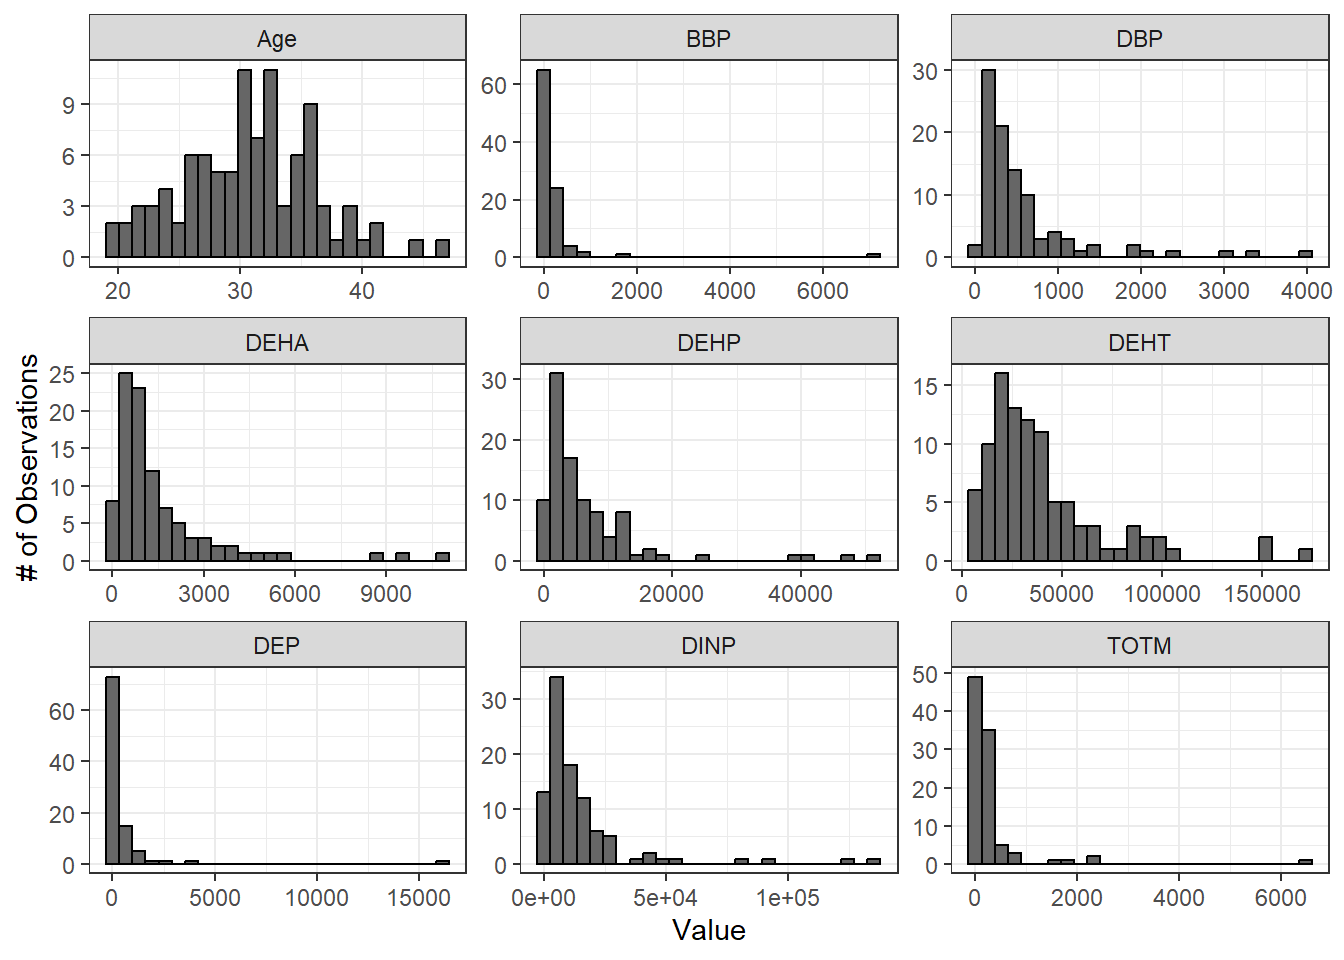 Age
BBP
DBP
9
6
3
0
60
40
20
0
30
20
10
0
20 30 40
0 2000 4000 6000
0 1000 2000 3000 4000
DEHA
DEHP
DEHT
25
20
15
10
5
0
30
20
10
0
15
10
5
0
0 3000 6000 9000
0 20000 40000
0 50000 100000 150000
DEP
DINP
TOTM
60
40
20
0
30
20
10
0
50
40
30
20
10
0
0 5000 10000 15000
0e+00 5e+04 1e+05
0 2000 4000 6000
Value
# of Observations